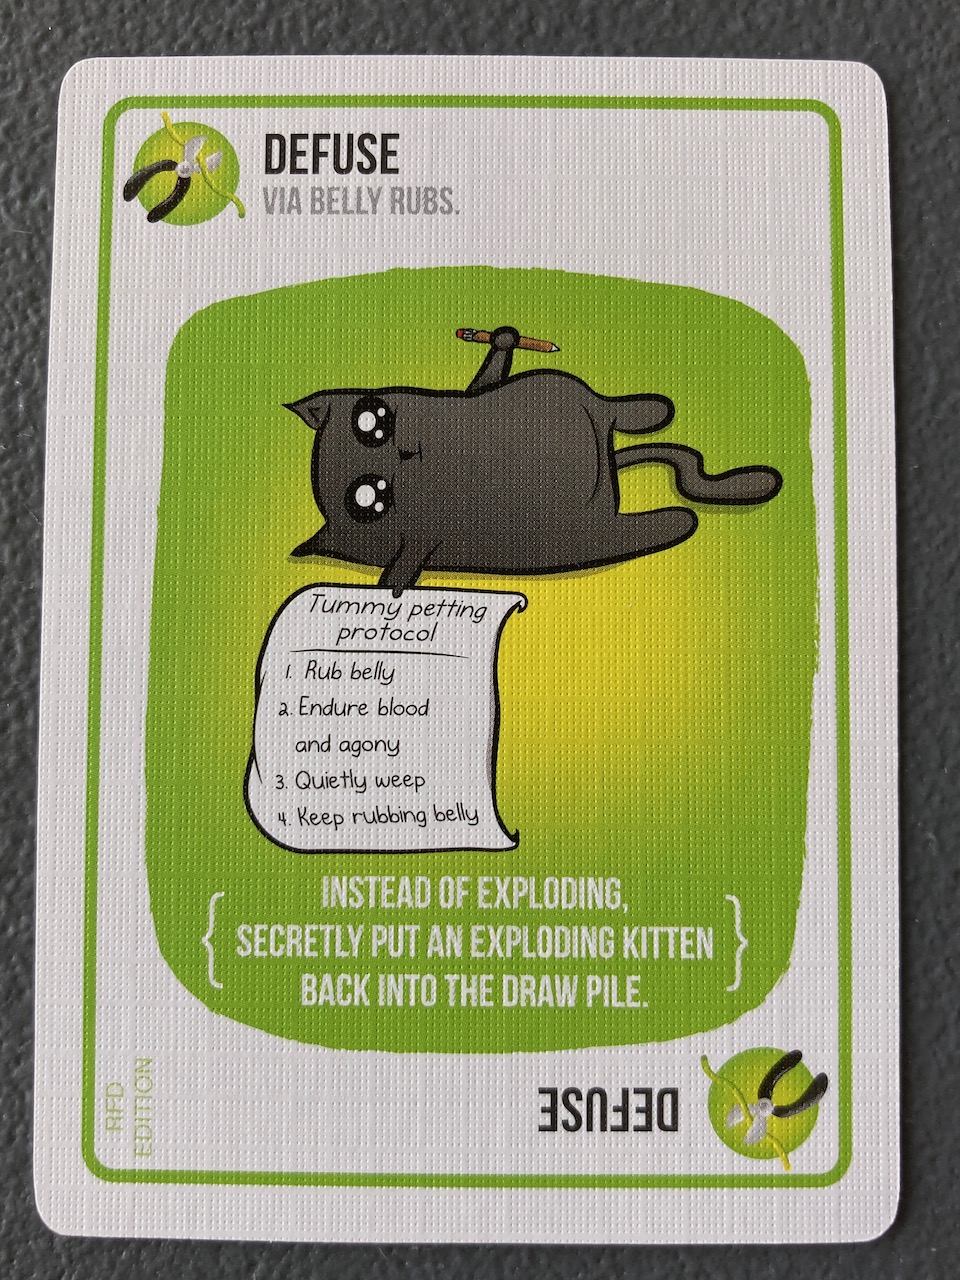 DEFUSE
VIA BELLY RUBS.
Tummy petting
protocol
1. Rub belly
2. Endure blood
and agony
3. Quietly weep
4. Keep rubbing belly
INSTEAD OF EXPLODING,
SECRETLY PUT AN EXPLODING KITTEN
BACK INTO THE DRAW PILE.
RED
EDITION
DEFUSE